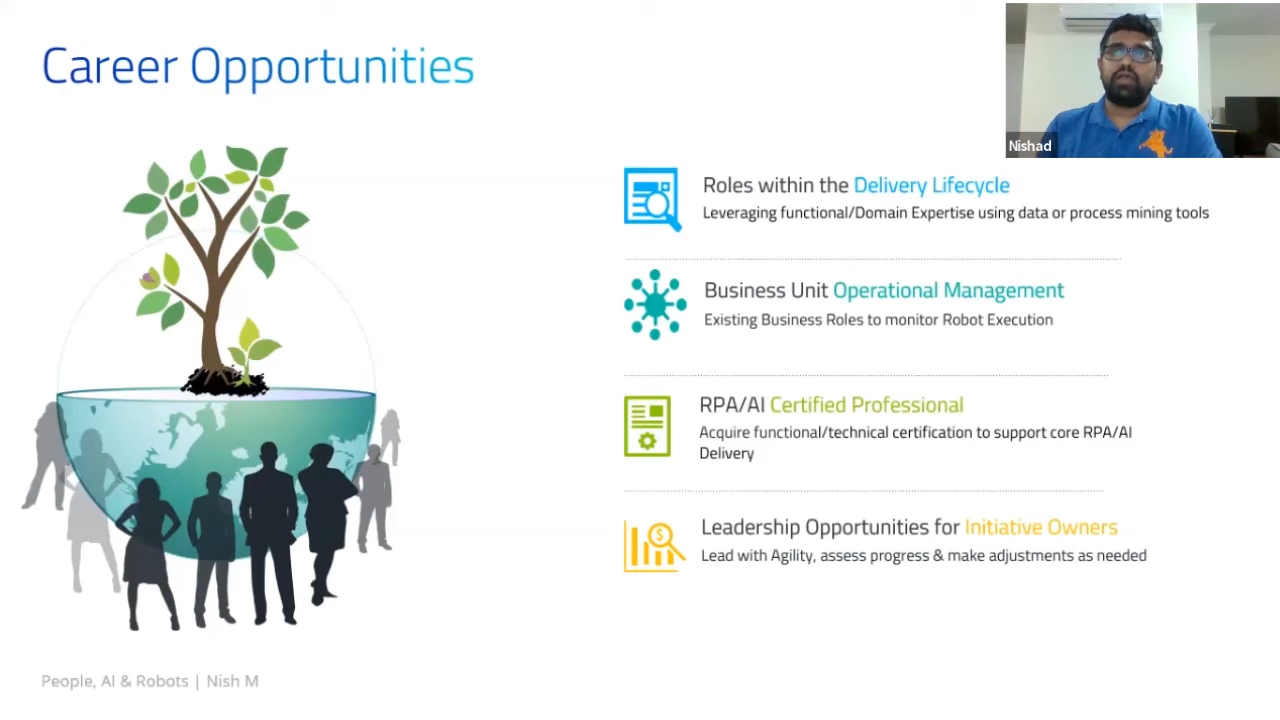 Career Opportunities
Nishad
Roles within the Delivery Lifecycle
Leveraging functional/Domain Expertise using data or process mining tools
Business Unit Operational Management
Existing Business Roles to monitor Robot Execution
RPA/AI Certified Professional
Acquire functional/technical certification to support core RPA/AI
Delivery
$
Leadership Opportunities for Initiative Owners
Lead with Agility, assess progress & make adjustments as needed
People, AI & Robots | Nish M